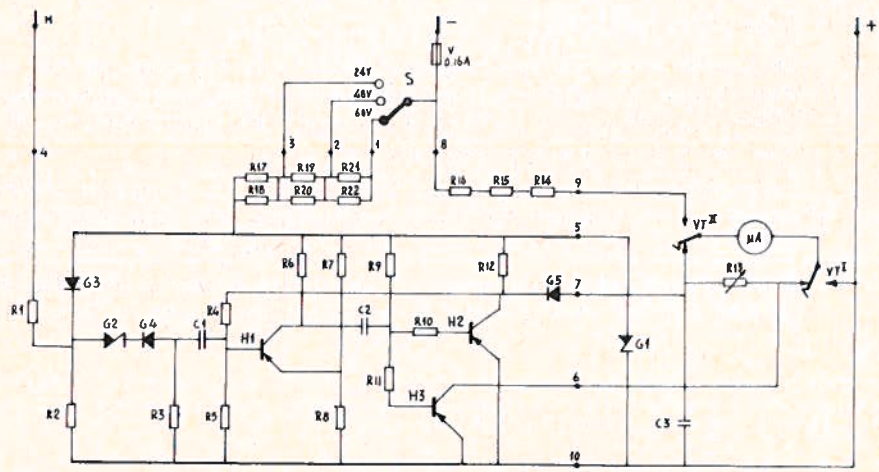 M - +
V
0.16A
24V
S
48V
60V
4 3 2 1 8
R17 R19 R21
R18 R20 R22
R16 R15 R14 9
VT II
μA
5
R6 R7 R9 R12
G3
G5 7
R13
VT I
R1
R4
G2 G4 C1
H1
C2
R10
H2
G1
R11
6
R2 R3 R5 R8
H3
C3
10